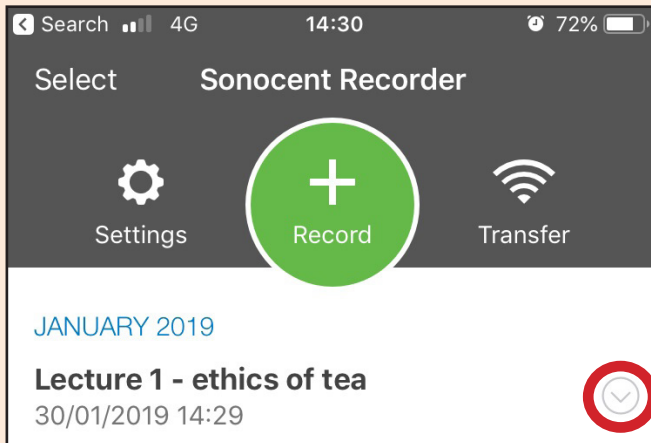 Search 4G 14:30 72%
Select Sonocent Recorder
Settings Record Transfer
JANUARY 2019
Lecture 1 - ethics of tea
30/01/2019 14:29